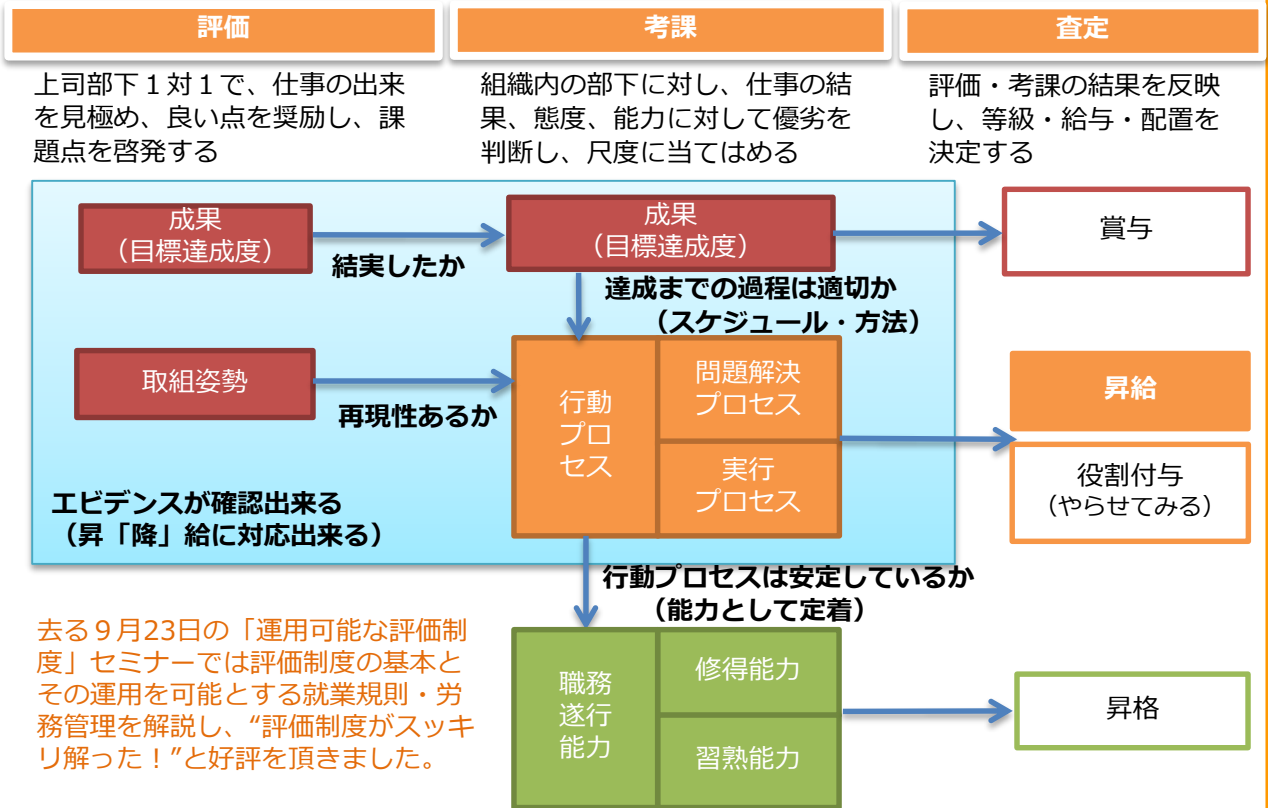 評価
上司部下１対１で、仕事の出来
を見極め、良い点を奨励し、課
題点を啓発する
考課
組織内の部下に対し、仕事の結
果、態度、能力に対して優劣を
判断し、尺度に当てはめる
査定
評価・考課の結果を反映
し、等級・給与・配置を
決定する
成果
（目標達成度）
結実したか
成果
（目標達成度）
賞与
達成までの過程は適切か
（スケジュール・方法）
取組姿勢
再現性あるか
行動
プロ
セス
問題解決
プロセス
実行
プロセス
昇給
役割付与
（やらせてみる）
エビデンスが確認出来る
（昇「降」給に対応出来る）
行動プロセスは安定しているか
（能力として定着）
去る９月23日の「運用可能な評価制
度」セミナーでは評価制度の基本と
その運用を可能とする就業規則・労
務管理を解説し、“評価制度がスッキ
リ解った！”と好評を頂きました。
職務
遂行
能力
修得能力
習熟能力
昇格